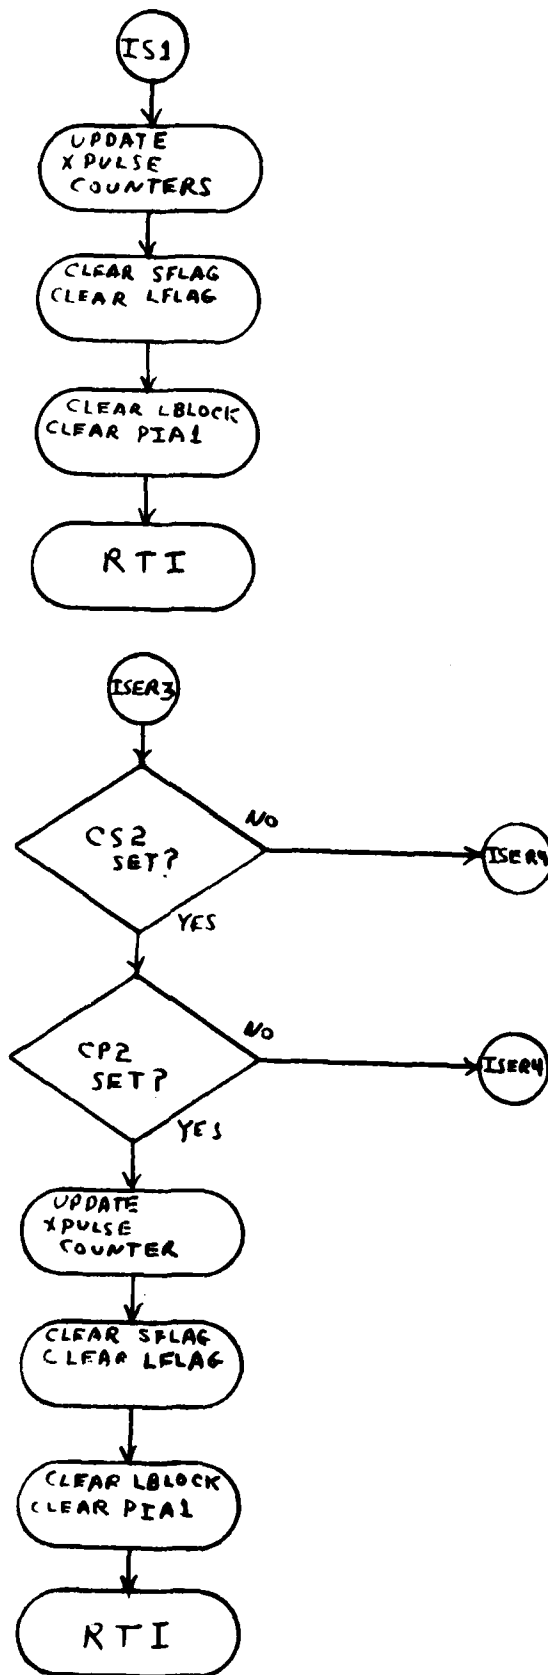 IS1
UPDATE
X PULSE
COUNTERS
CLEAR SFLAG
CLEAR LFLAG
CLEAR LBLOCK
CLEAR PIA1
RTI
ISER3
CS2
SET?
NO
ISER4
YES
CP2
SET?
NO
ISER4
YES
UPDATE
XPULSE
COUNTER
CLEAR SFLAG
CLEAR LFLAG
CLEAR LBLOCK
CLEAR PIA1
RTI